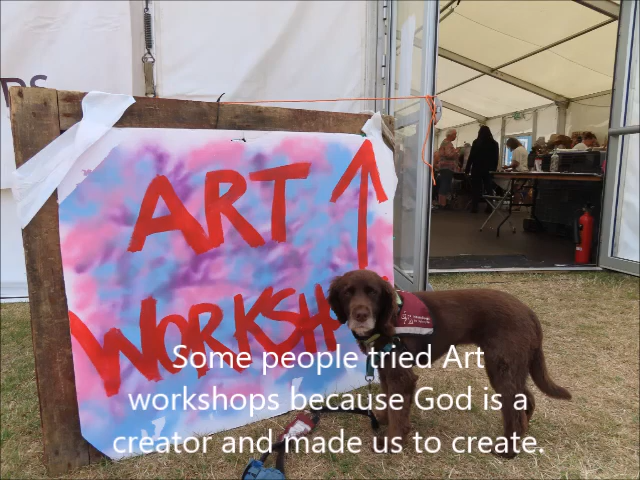 ART
WORKSH
Some people tried Art
workshops because God is a
creator and made us to create.